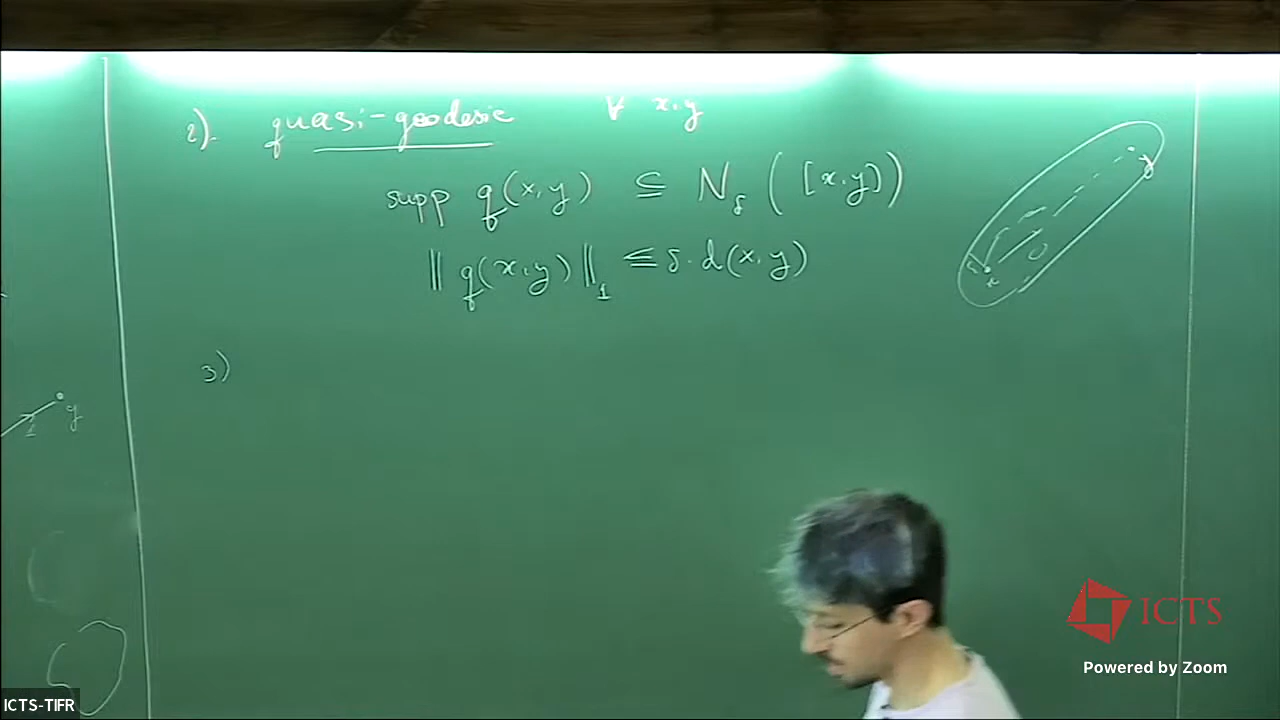 2). quasi-geodesic ∀ x,y
supp q(x,y) ⊆ N_δ ( [x,y] )
‖ q(x,y) ‖_1 ≤ δ · d(x,y)
3)
y
x
y
ICTS
Powered by Zoom
ICTS-TIFR